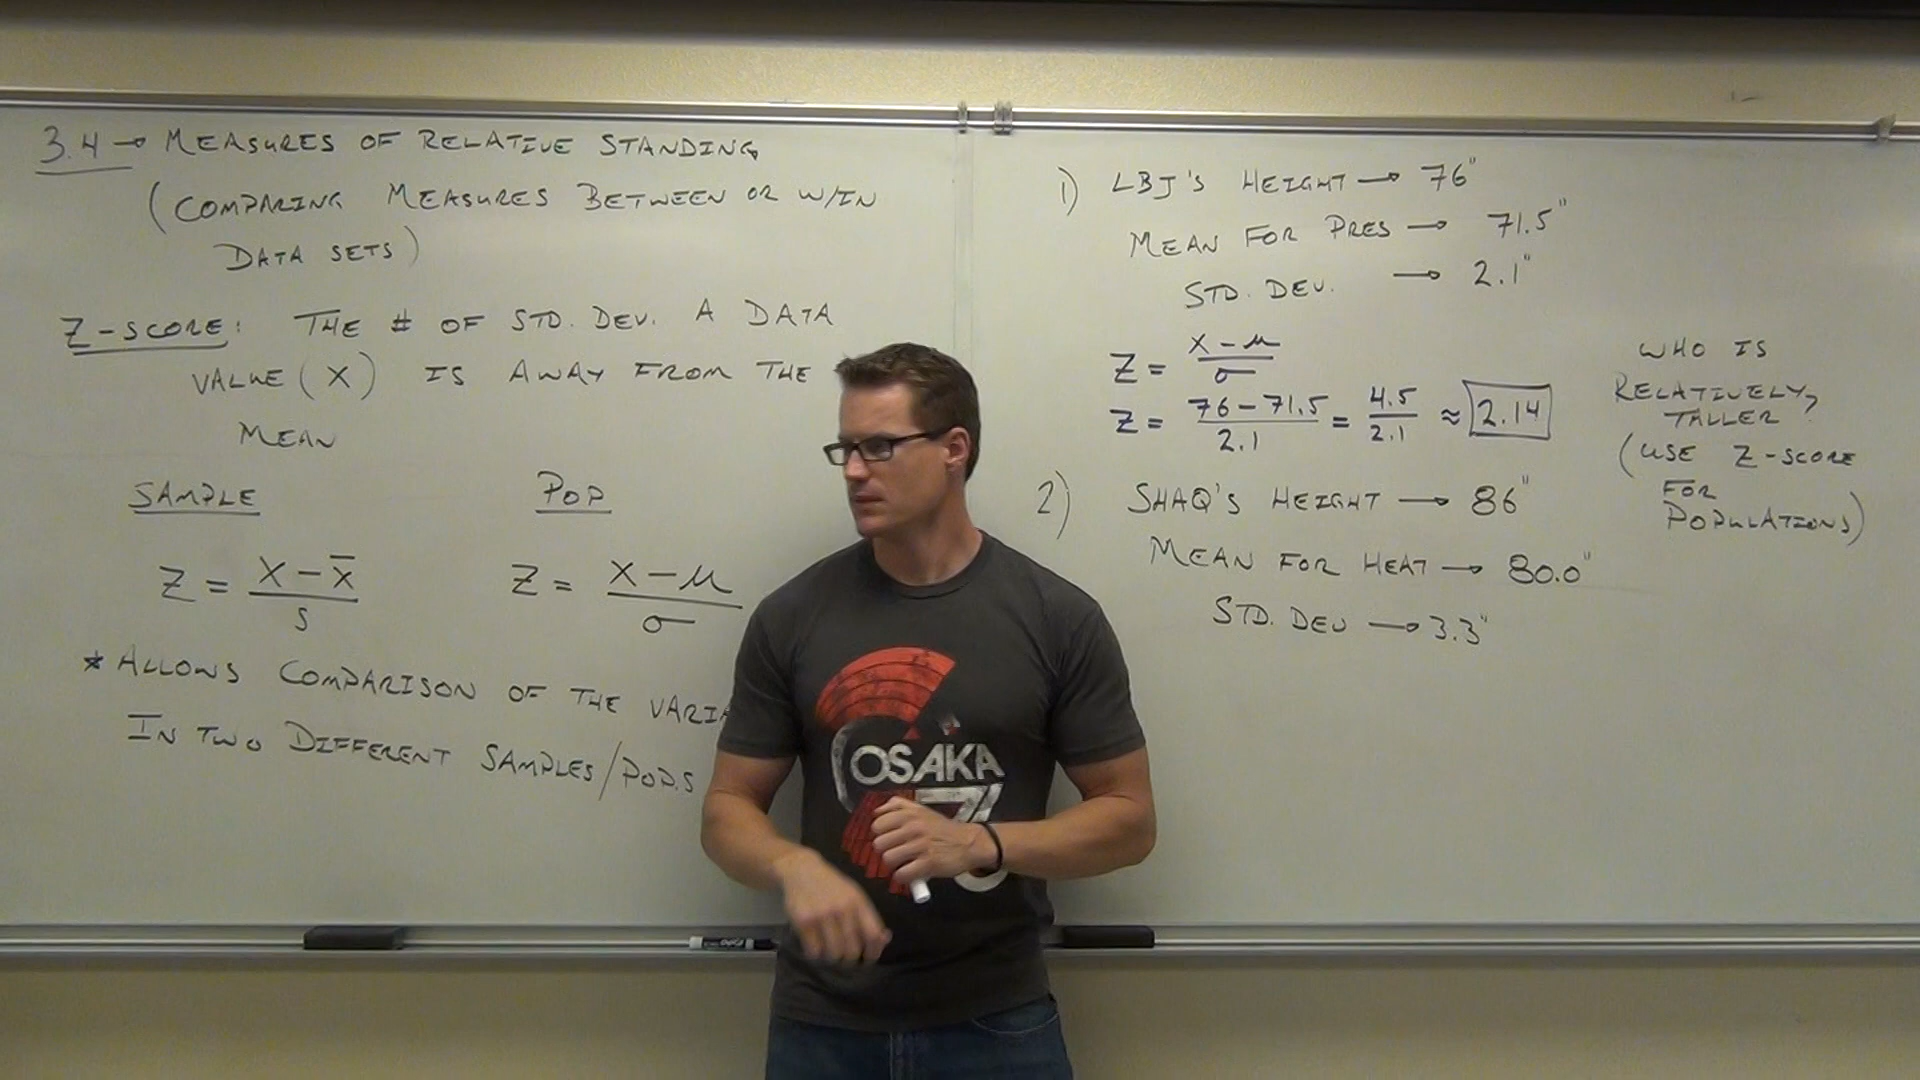 3.4 → MEASURES OF RELATIVE STANDING
(COMPARING MEASURES BETWEEN OR W/IN
DATA SETS)
Z-SCORE: THE # OF STD. DEV. A DATA
VALUE (X) IS AWAY FROM THE
MEAN
SAMPLE
Z = (X - x̄) / S
POP
Z = (X - μ) / σ
* ALLOWS COMPARISON OF THE VARIA
IN TWO DIFFERENT SAMPLES/POPS
1) LBJ'S HEIGHT → 76"
MEAN FOR PRES → 71.5"
STD. DEV. → 2.1"
Z = (X - μ) / σ
Z = (76 - 71.5) / 2.1 = 4.5 / 2.1 ≈ 2.14
2) SHAQ'S HEIGHT → 86"
MEAN FOR HEAT → 80.0"
STD. DEV → 3.3"
WHO IS
RELATIVELY
TALLER?
(USE Z-SCORE
FOR
POPULATIONS)
OSAKA